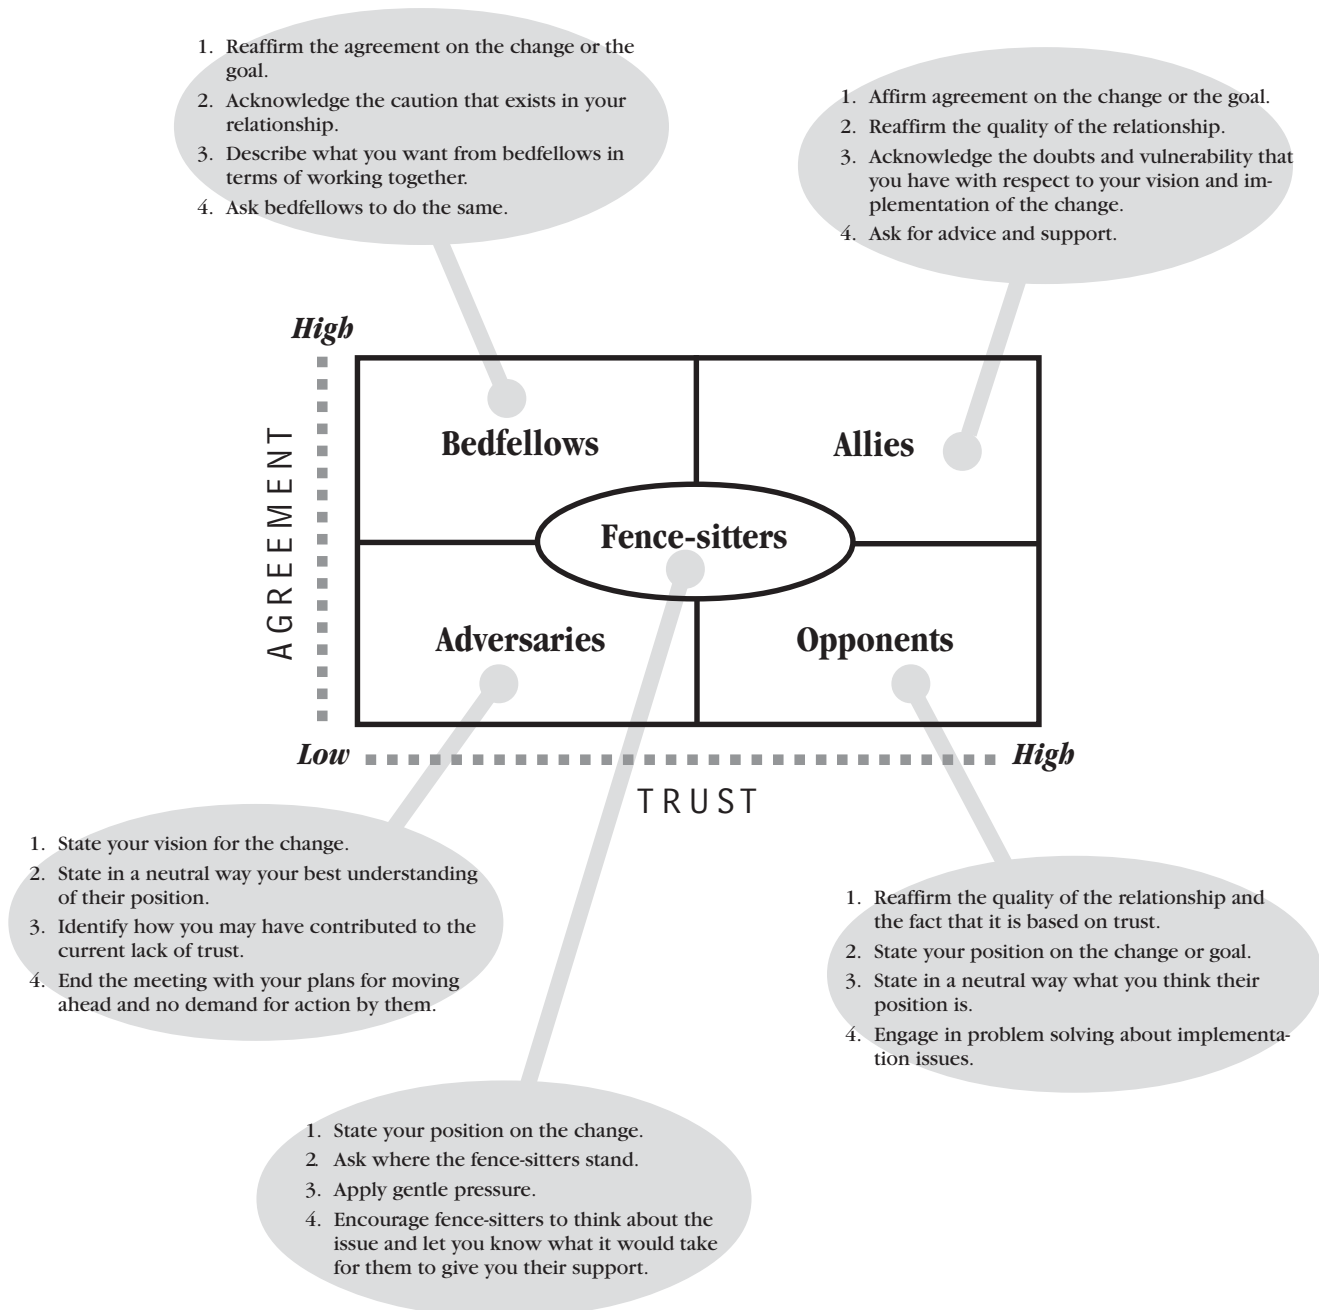 1. Reaffirm the agreement on the change or the
goal.
2. Acknowledge the caution that exists in your
relationship.
3. Describe what you want from bedfellows in
terms of working together.
4. Ask bedfellows to do the same.
1. Affirm agreement on the change or the goal.
2. Reaffirm the quality of the relationship.
3. Acknowledge the doubts and vulnerability that
you have with respect to your vision and im-
plementation of the change.
4. Ask for advice and support.
High
AGREEMENT
Bedfellows
Allies
Fence-sitters
Adversaries
Opponents
Low
High
TRUST
1. State your vision for the change.
2. State in a neutral way your best understanding
of their position.
3. Identify how you may have contributed to the
current lack of trust.
4. End the meeting with your plans for moving
ahead and no demand for action by them.
1. Reaffirm the quality of the relationship and
the fact that it is based on trust.
2. State your position on the change or goal.
3. State in a neutral way what you think their
position is.
4. Engage in problem solving about implementa-
tion issues.
1. State your position on the change.
2. Ask where the fence-sitters stand.
3. Apply gentle pressure.
4. Encourage fence-sitters to think about the
issue and let you know what it would take
for them to give you their support.